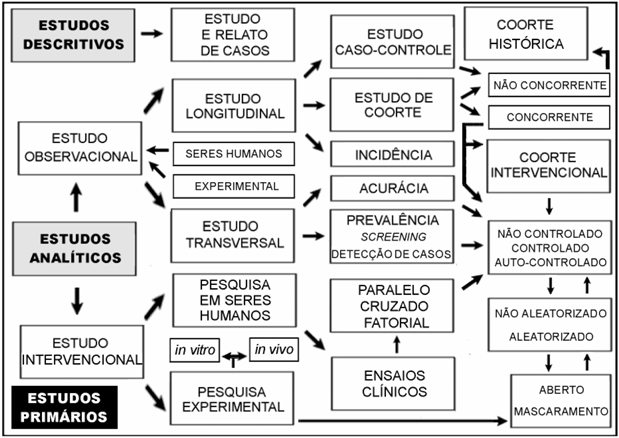 ESTUDOS
DESCRITIVOS
ESTUDO
E RELATO
DE CASOS
ESTUDO
CASO-CONTROLE
COORTE
HISTÓRICA
ESTUDO
LONGITUDINAL
ESTUDO DE
COORTE
NÃO CONCORRENTE
CONCORRENTE
ESTUDO
OBSERVACIONAL
SERES HUMANOS
INCIDÊNCIA
COORTE
INTERVENCIONAL
EXPERIMENTAL
ACURÁCIA
ESTUDOS
ANALÍTICOS
ESTUDO
TRANSVERSAL
PREVALÊNCIA
SCREENING
DETECÇÃO DE CASOS
NÃO CONTROLADO
CONTROLADO
AUTO-CONTROLADO
PESQUISA
EM SERES
HUMANOS
PARALELO
CRUZADO
FATORIAL
NÃO ALEATORIZADO
ALEATORIZADO
ESTUDO
INTERVENCIONAL
in vitro
in vivo
ENSAIOS
CLÍNICOS
ESTUDOS
PRIMÁRIOS
PESQUISA
EXPERIMENTAL
ABERTO
MASCARAMENTO